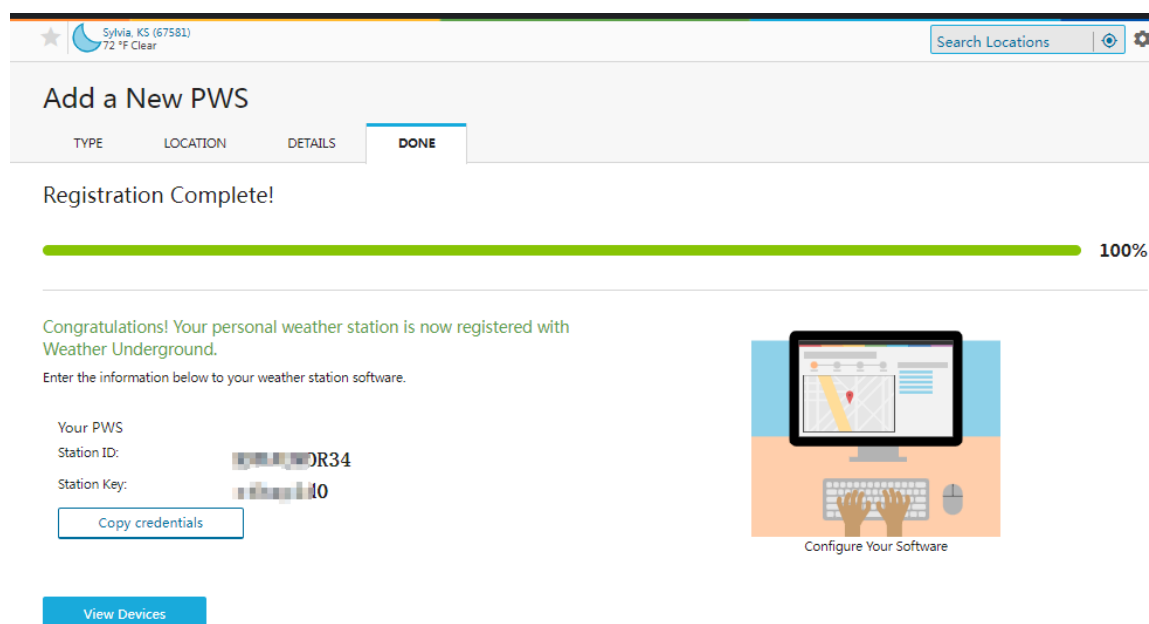 Sylvia, KS (67581)
72 °F Clear
Search Locations
Add a New PWS
TYPE LOCATION DETAILS DONE
Registration Complete!
100%
Congratulations! Your personal weather station is now registered with
Weather Underground.
Enter the information below to your weather station software.
Your PWS
Station ID: 0R34
Station Key: 0
Copy credentials
Configure Your Software
View Devices